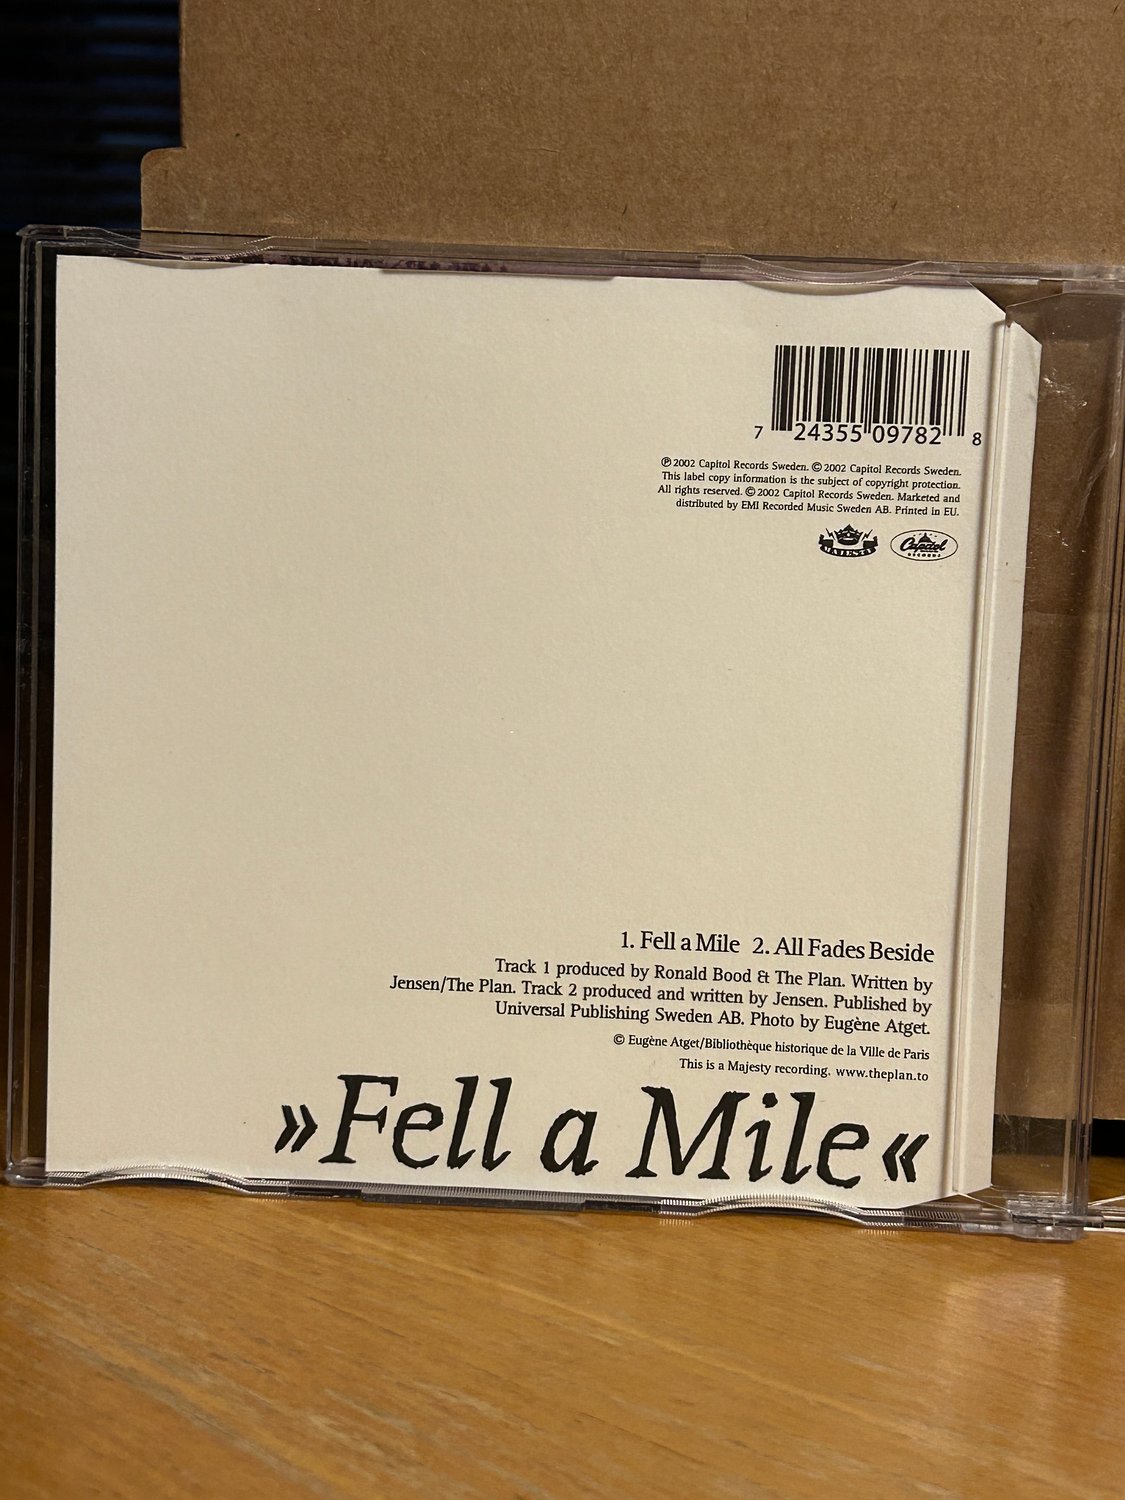 7 24355 09782 8
℗ 2002 Capitol Records Sweden. © 2002 Capitol Records Sweden.
This label copy information is the subject of copyright protection.
All rights reserved. © 2002 Capitol Records Sweden. Marketed and
distributed by EMI Recorded Music Sweden AB. Printed in EU.
MAJESTY Capitol RECORDS
1. Fell a Mile 2. All Fades Beside
Track 1 produced by Ronald Bood & The Plan. Written by
Jensen/The Plan. Track 2 produced and written by Jensen. Published by
Universal Publishing Sweden AB. Photo by Eugène Atget.
© Eugène Atget/Bibliothèque historique de la Ville de Paris
This is a Majesty recording. www.theplan.to
»Fell a Mile«